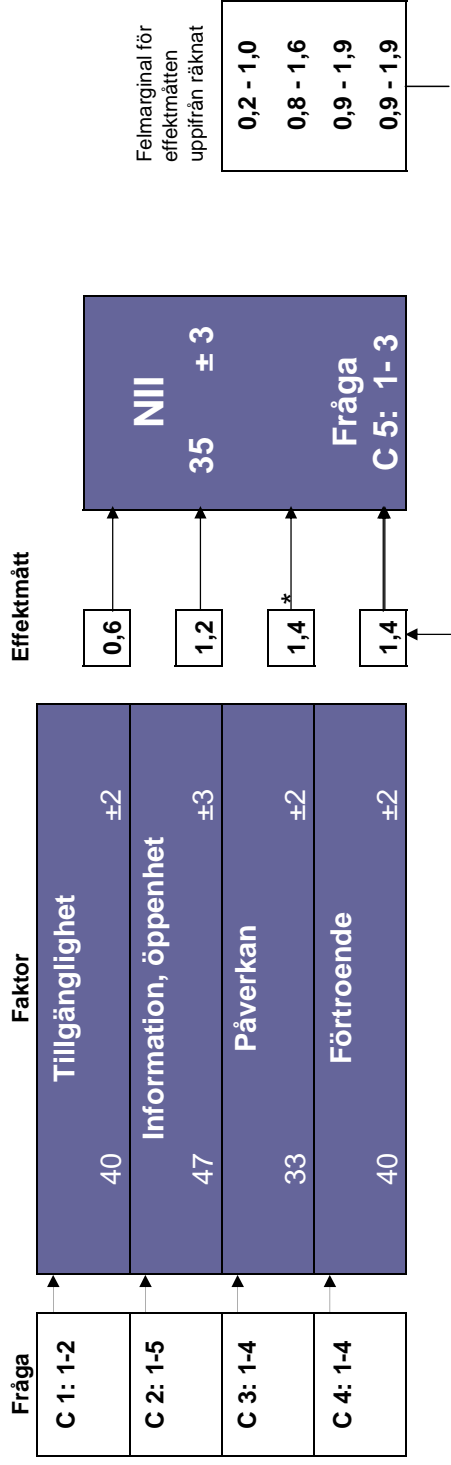 Fråga
Faktor
Effektmått
C 1: 1-2
Tillgänglighet
40 ±2
0,6
C 2: 1-5
Information, öppenhet
47 ±3
1,2
C 3: 1-4
Påverkan
33 ±2
1,4 *
C 4: 1-4
Förtroende
40 ±2
1,4
NII
35 ± 3
Fråga
C 5: 1- 3
Felmarginal för
effektmåtten
uppifrån räknat
0,2 - 1,0
0,8 - 1,6
0,9 - 1,9
0,9 - 1,9